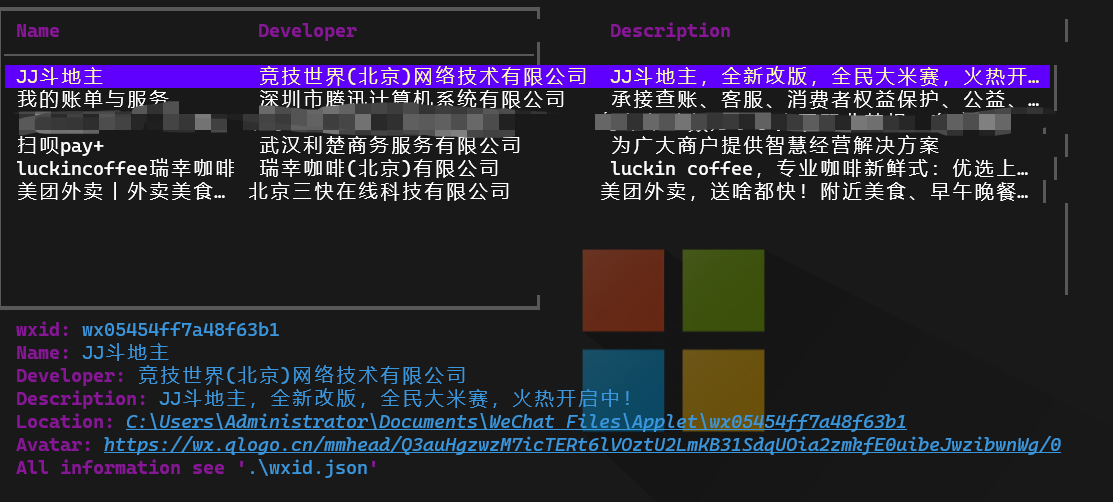 Name Developer Description
JJ斗地主 竞技世界(北京)网络技术有限公司 JJ斗地主，全新改版，全民大米赛，火热开…
我的账单与服务 深圳市腾讯计算机系统有限公司 承接查账、客服、消费者权益保护、公益、…
扫呗pay+ 武汉利楚商务服务有限公司 为广大商户提供智慧经营解决方案
luckincoffee瑞幸咖啡 瑞幸咖啡(北京)有限公司 luckin coffee，专业咖啡新鲜式：优选上…
美团外卖丨外卖美食… 北京三快在线科技有限公司 美团外卖，送啥都快！附近美食、早午晚餐…
wxid: wx05454ff7a48f63b1
Name: JJ斗地主
Developer: 竞技世界(北京)网络技术有限公司
Description: JJ斗地主，全新改版，全民大米赛，火热开启中！
Location: C:\Users\Administrator\Documents\WeChat Files\Applet\wx05454ff7a48f63b1
Avatar: https://wx.qlogo.cn/mmhead/Q3auHgzwzM7icTERt6lVOztU2LmKB31SdqUOia2zmkfE0uibeJwzibwnWg/0
All information see '.\wxid.json'